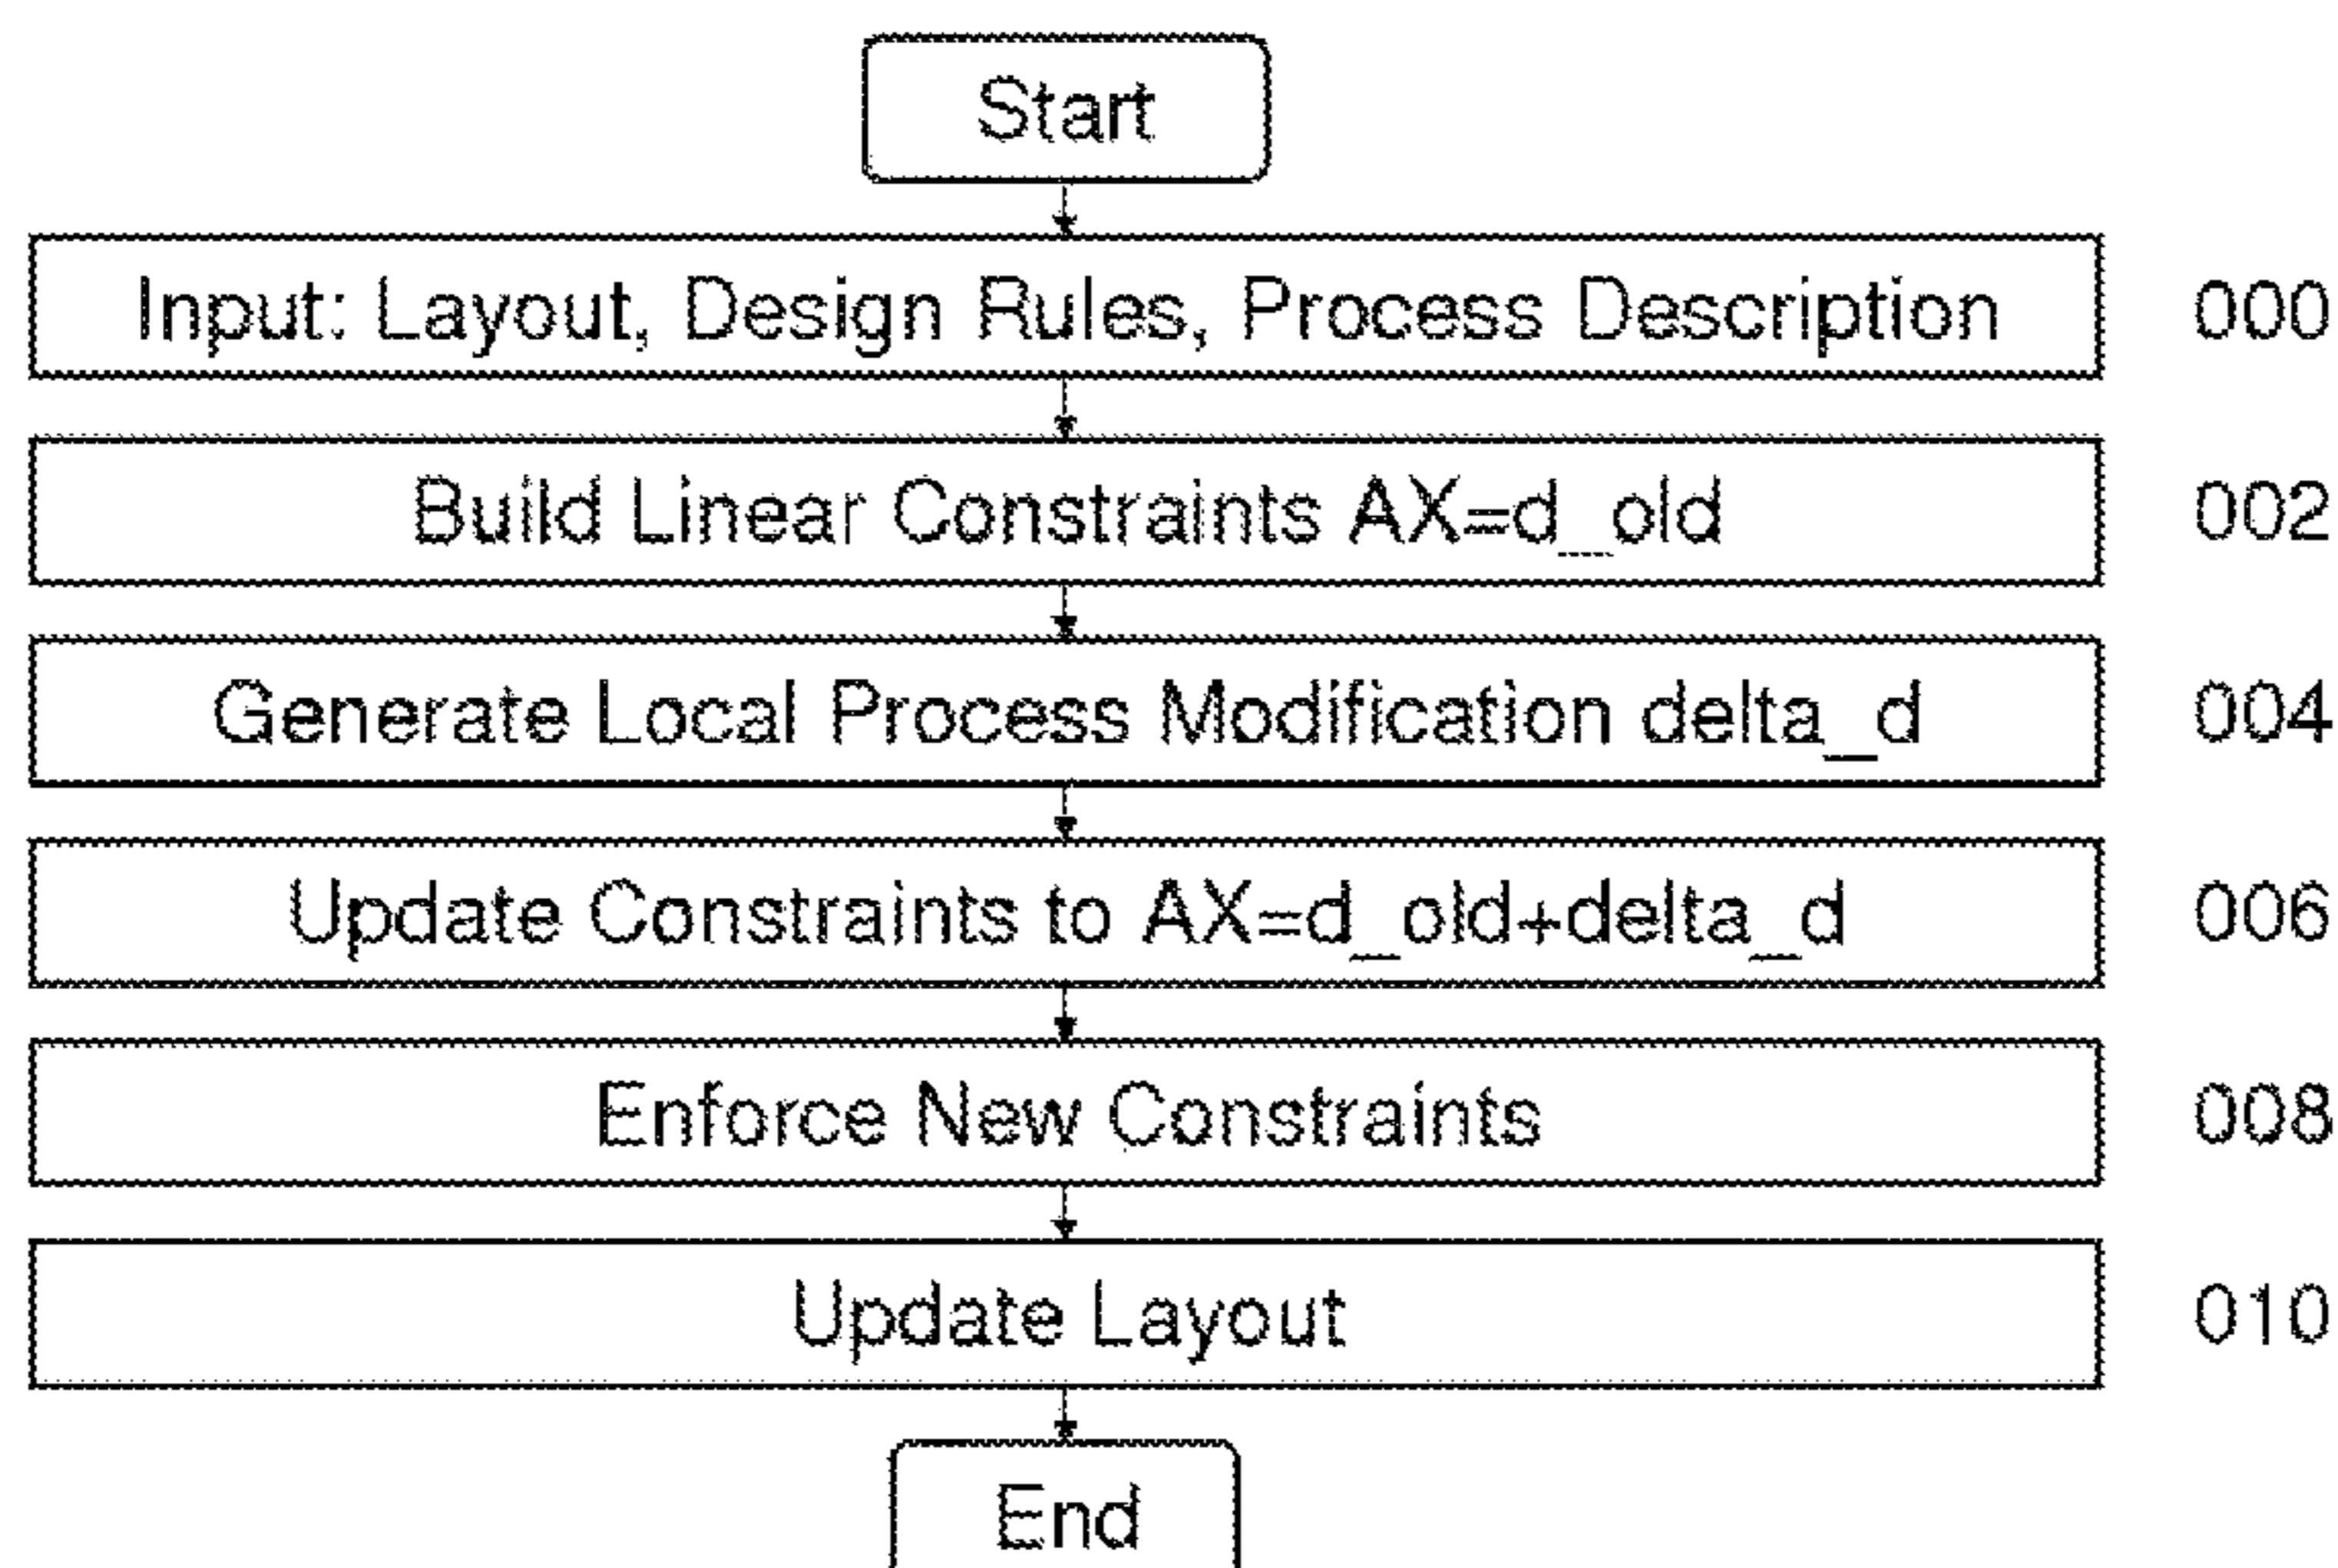 Start
Input: Layout, Design Rules, Process Description 000
Build Linear Constraints AX=d_old 002
Generate Local Process Modification delta_d 004
Update Constraints to AX=d_old+delta_d 006
Enforce New Constraints 008
Update Layout 010
End